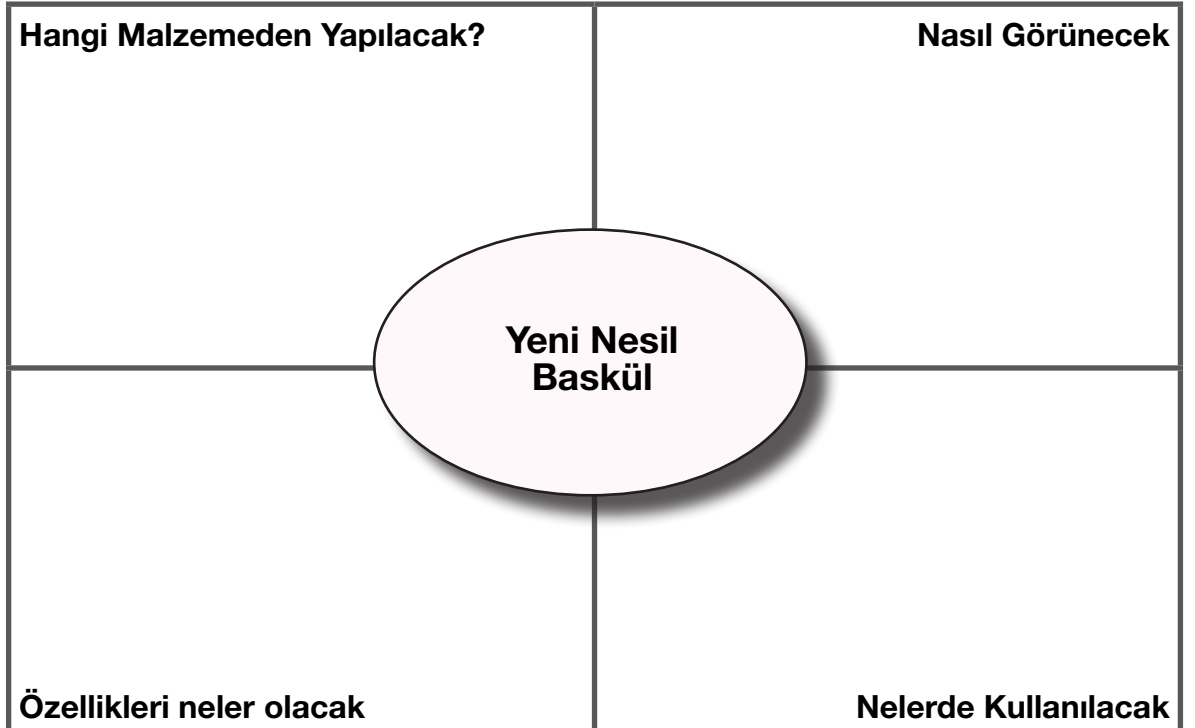 Hangi Malzemeden Yapılacak?
Nasıl Görünecek
Yeni Nesil
Baskül
Özellikleri neler olacak
Nelerde Kullanılacak